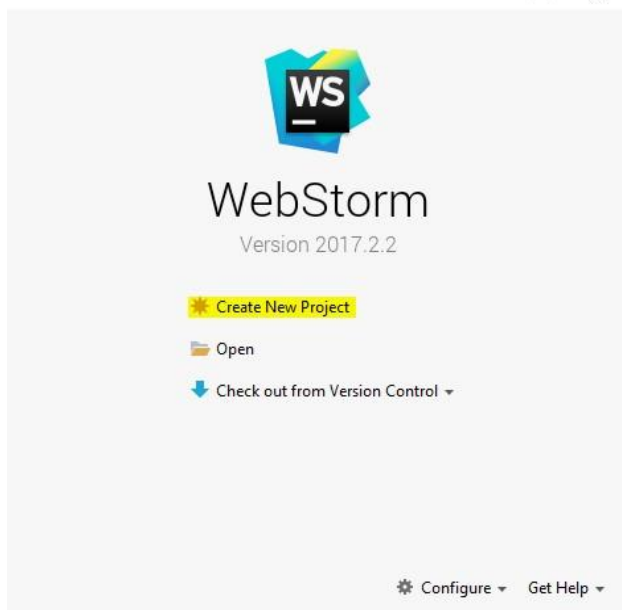 WS
WebStorm
Version 2017.2.2
Create New Project
Open
Check out from Version Control
Configure Get Help